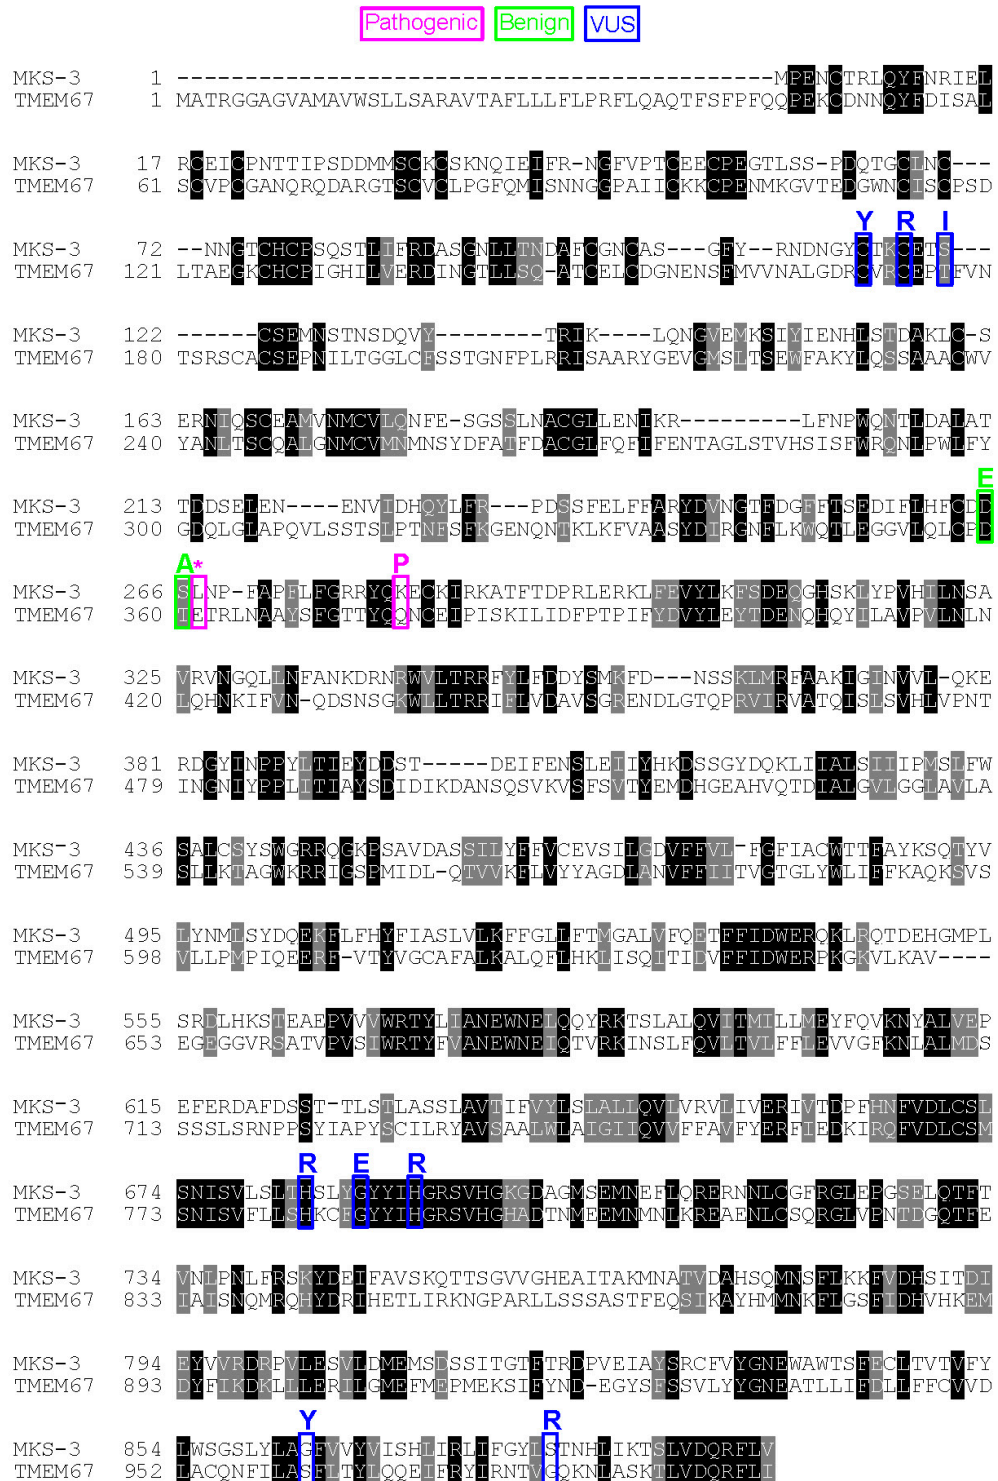 Pathogenic Benign VUS
MKS-3 1 --------------------------------------------MPENCTRLQYFNRIEL
TMEM67 1 MATRGGAGVAMAVWSLLSARAVTAFLLLFLPRFLQAQTFSFPFQQPEKCDNNQYFDISAL
MKS-3 17 RCEICPNTTIPSDDMMSCKCSKNQIEIFR-NGFVPTCEECPEGTLSS-PDQTGCLNC---
TMEM67 61 SCVPCGANQRQDARGTSCVCLPGFQMISNNGGPAIICKKCPENMKGVTEDGWNCISCPSD
Y R I
MKS-3 72 --NNGTCHCPSQSTLIFRDASGNLLTNDAFCGNCAS---GFY--RNDNGYCTKCETS---
TMEM67 121 LTAEGKCHCPIGHILVERDINGTLLSQ-ATCELCDGNENSFMVVNALGDRCVRCEPTFVN
MKS-3 122 ------CSEMNSTNSDQVY--------TRIK----LQNGVEMKSIYIENHLSTDAKLC-S
TMEM67 180 TSRSCACSEPNILTGGLCFSSTGNFPLRRISAARYGEVGMSLTSEWFAKYLQSSAAACWV
MKS-3 163 ERNIQSCEAMVNMCVLQNFE-SGSSLNACGLLENIKR---------LFNPWQNTLDALAT
TMEM67 240 YANLTSCQALGNMCVMNMNSYDFATFDACGLFQFIFENTAGLSTVHSISFWRQNLPWLFY
E
MKS-3 213 TDDSELEN----ENVIDHQYLFR---PDSSFELFFARYDVNGTFDGFFTSEDIFLHFCDD
TMEM67 300 GDQLGLAPQVLSSTSLPTNFSFKGENQNTKLKFVAASYDIRGNFLKWQTLEGGVLQLCPD
A * P
MKS-3 266 SLNP-FAPFLFGRRYQKECKIRKATFTDPRLERKLFEVYLKFSDEQGHSKLYPVHILNSA
TMEM67 360 IETRLNAAYSFGTTYQQNCEIPISKILIDFPTPIFYDVYLEYTDENQHQYILAVPVLNLN
MKS-3 325 VRVNGQLLNFANKDRNRWVLTRRFYLFDDYSMKFD---NSSKLMRFAAKIGINVVL-QKE
TMEM67 420 LQHNKIFVN-QDSNSGKWLLTRRIFLVDAVSGRENDLGTQPRVIRVATQISLSVHLVPNT
MKS-3 381 RDGYINPPYLTIEYDDST-----DEIFENSLEIIYHKDSSGYDQKLIIALSIIIPMSLFW
TMEM67 479 INGNIYPPLITIAYSDIDIKDANSQSVKVSFSVTYEMDHGEAHVQTDIALGVLGGLAVLA
MKS-3 436 SALCSYSWGRRQGKPSAVDASSILYFFVCEVSILGDVFFVL-FGFIACWTTFAYKSQTYV
TMEM67 539 SLLKTAGWKRRIGSPMIDL-QTVVKFLVYYAGDLANVFFIITVGTGLYWLIFFKAQKSVS
MKS-3 495 LYNMLSYDQEKFLFHYFIASLVLKFFGLLFTMGALVFQETFFIDWERQKLRQTDEHGMPL
TMEM67 598 VLLPMPIQEERF-VTYVGCAFALKALQFLHKLISQITIDVFFIDWERPKGKVLKAV----
MKS-3 555 SRDLHKSTEAEPVVVWRTYLIANEWNELQQYRKTSLALQVITMILLMEYFQVKNYALVEP
TMEM67 653 EGEGGVRSATVPVSIWRTYFVANEWNEIQTVRKINSLFQVLTVLFFLEVVGFKNLALMDS
MKS-3 615 EFERDAFDSST-TLSTLASSLAVTIFVYLSLALLQVLVRVLIVERIVTDPFHNFVDLCSL
TMEM67 713 SSSLSRNPPSYIAPYSCILRYAVSAALWLAIGIIQVVFFAVFYERFIEDKIRQFVDLCSM
R E R
MKS-3 674 SNISVLSLTHSLYGYYIHGRSVHGKGDAGMSEMNEFLQRERNNLCGFRGLEPGSELQTFT
TMEM67 773 SNISVFLLSHKCFGYYIHGRSVHGHADTNMEEMNMNLKREAENLCSQRGLVPNTDGQTFE
MKS-3 734 VNLPNLFRSKYDEIFAVSKQTTSGVVGHEAITAKMNATVDAHSQMNSFLKKFVDHSITDI
TMEM67 833 IAISNQMRQHYDRIHETLIRKNGPARLLSSSASTFEQSIKAYHMMNKFLGSFIDHVHKEM
MKS-3 794 EYVVRDRPVLESVLDMEMSDSSITGTFTRDPVEIAYSRCFVYGNEWAWTSFECLTVTVFY
TMEM67 893 DYFIKDKLLLERILGMEFMEPMEKSIFYND-EGYSFSSVLYYGNEATLLIFDLLFFCVVD
Y R
MKS-3 854 LWSGSLYLAGFVVYVISHLIRLIFGYLSTNHLIKTSLVDQRFLV
TMEM67 952 LACQNFILASFLTYLQQEIFRYIRNTVGQKNLASKTLVDQRFLI